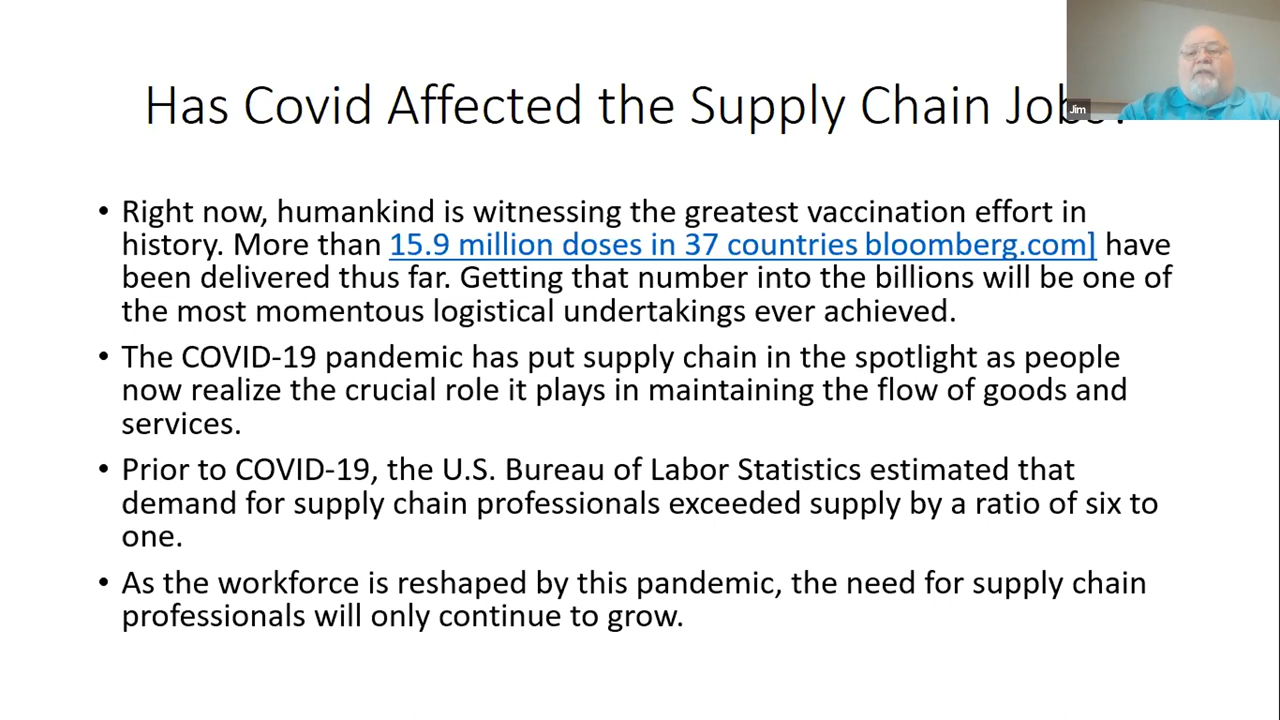 Has Covid Affected the Supply Chain Jobs?
Jim
• Right now, humankind is witnessing the greatest vaccination effort in
history. More than 15.9 million doses in 37 countries bloomberg.com] have
been delivered thus far. Getting that number into the billions will be one of
the most momentous logistical undertakings ever achieved.
• The COVID-19 pandemic has put supply chain in the spotlight as people
now realize the crucial role it plays in maintaining the flow of goods and
services.
• Prior to COVID-19, the U.S. Bureau of Labor Statistics estimated that
demand for supply chain professionals exceeded supply by a ratio of six to
one.
• As the workforce is reshaped by this pandemic, the need for supply chain
professionals will only continue to grow.